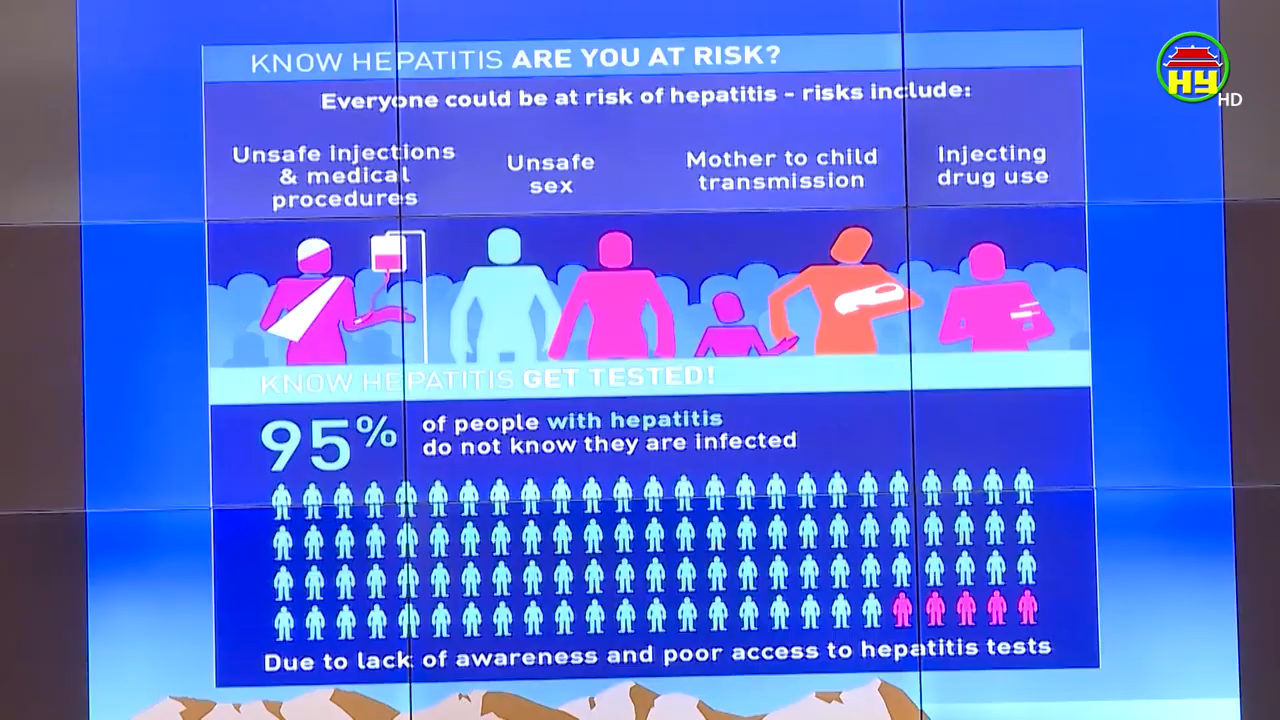 KNOW HEPATITIS ARE YOU AT RISK?
Everyone could be at risk of hepatitis - risks include:
Unsafe injections
& medical
procedures
Unsafe
sex
Mother to child
transmission
Injecting
drug use
HY
HD
KNOW HEPATITIS GET TESTED!
95%
of people with hepatitis
do not know they are infected
Due to lack of awareness and poor access to hepatitis tests